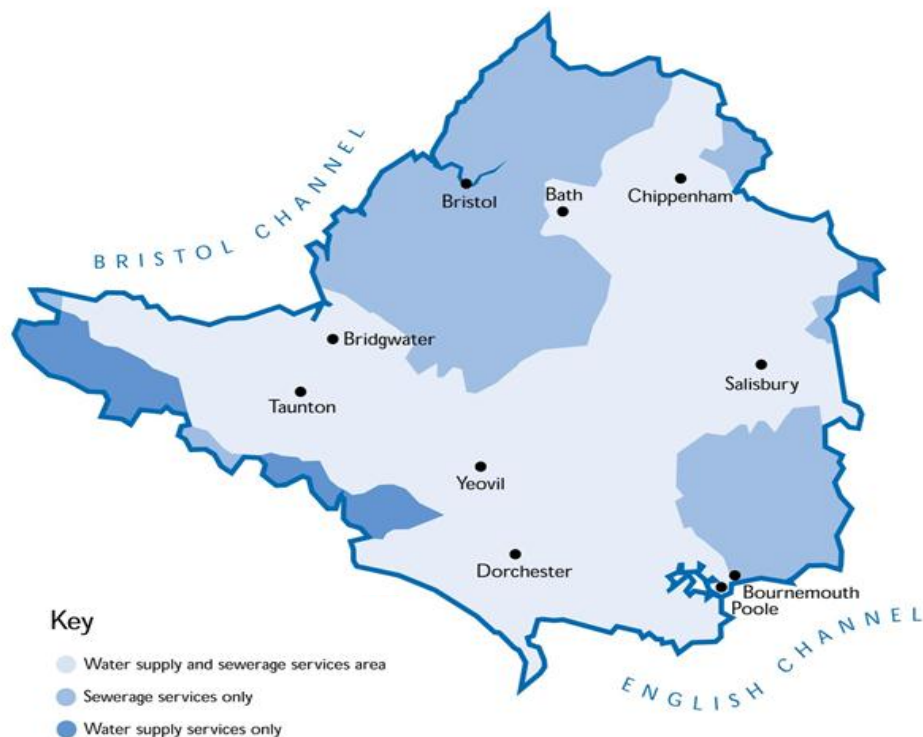 BRISTOL CHANNEL
Bristol
Bath
Chippenham
Bridgwater
Taunton
Salisbury
Yeovil
Dorchester
Bournemouth
Poole
ENGLISH CHANNEL
Key
Water supply and sewerage services area
Sewerage services only
Water supply services only